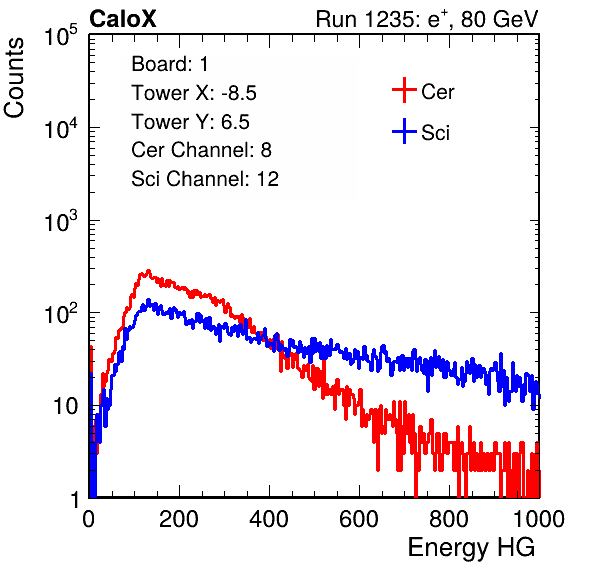 CaloX Run 1235: e⁺, 80 GeV
Counts
Board: 1
Tower X: -8.5
Tower Y: 6.5
Cer Channel: 8
Sci Channel: 12
Cer
Sci
10⁵
10⁴
10³
10²
10
1
0 200 400 600 800 1000
Energy HG